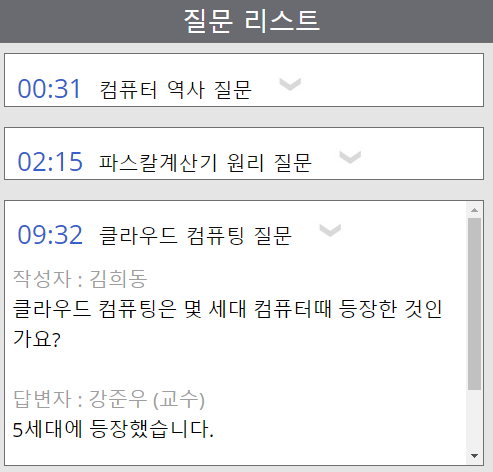 질문 리스트
00:31 컴퓨터 역사 질문
02:15 파스칼계산기 원리 질문
09:32 클라우드 컴퓨팅 질문
작성자 : 김희동
클라우드 컴퓨팅은 몇 세대 컴퓨터때 등장한 것인
가요?
답변자 : 강준우 (교수)
5세대에 등장했습니다.